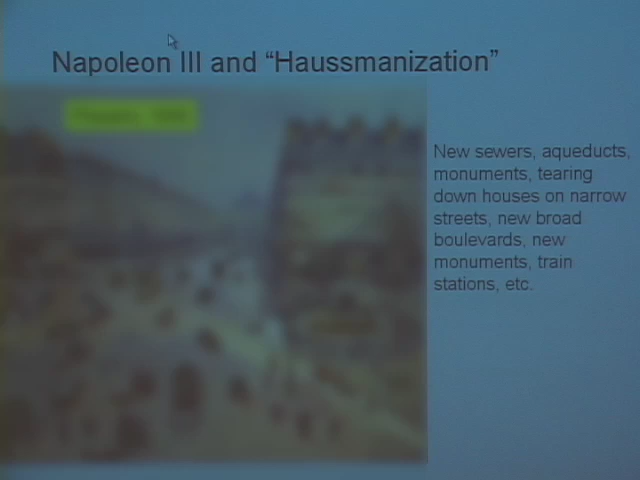 Napoleon III and “Haussmanization”
New sewers, aqueducts,
monuments, tearing
down houses on narrow
streets, new broad
boulevards, new
monuments, train
stations, etc.